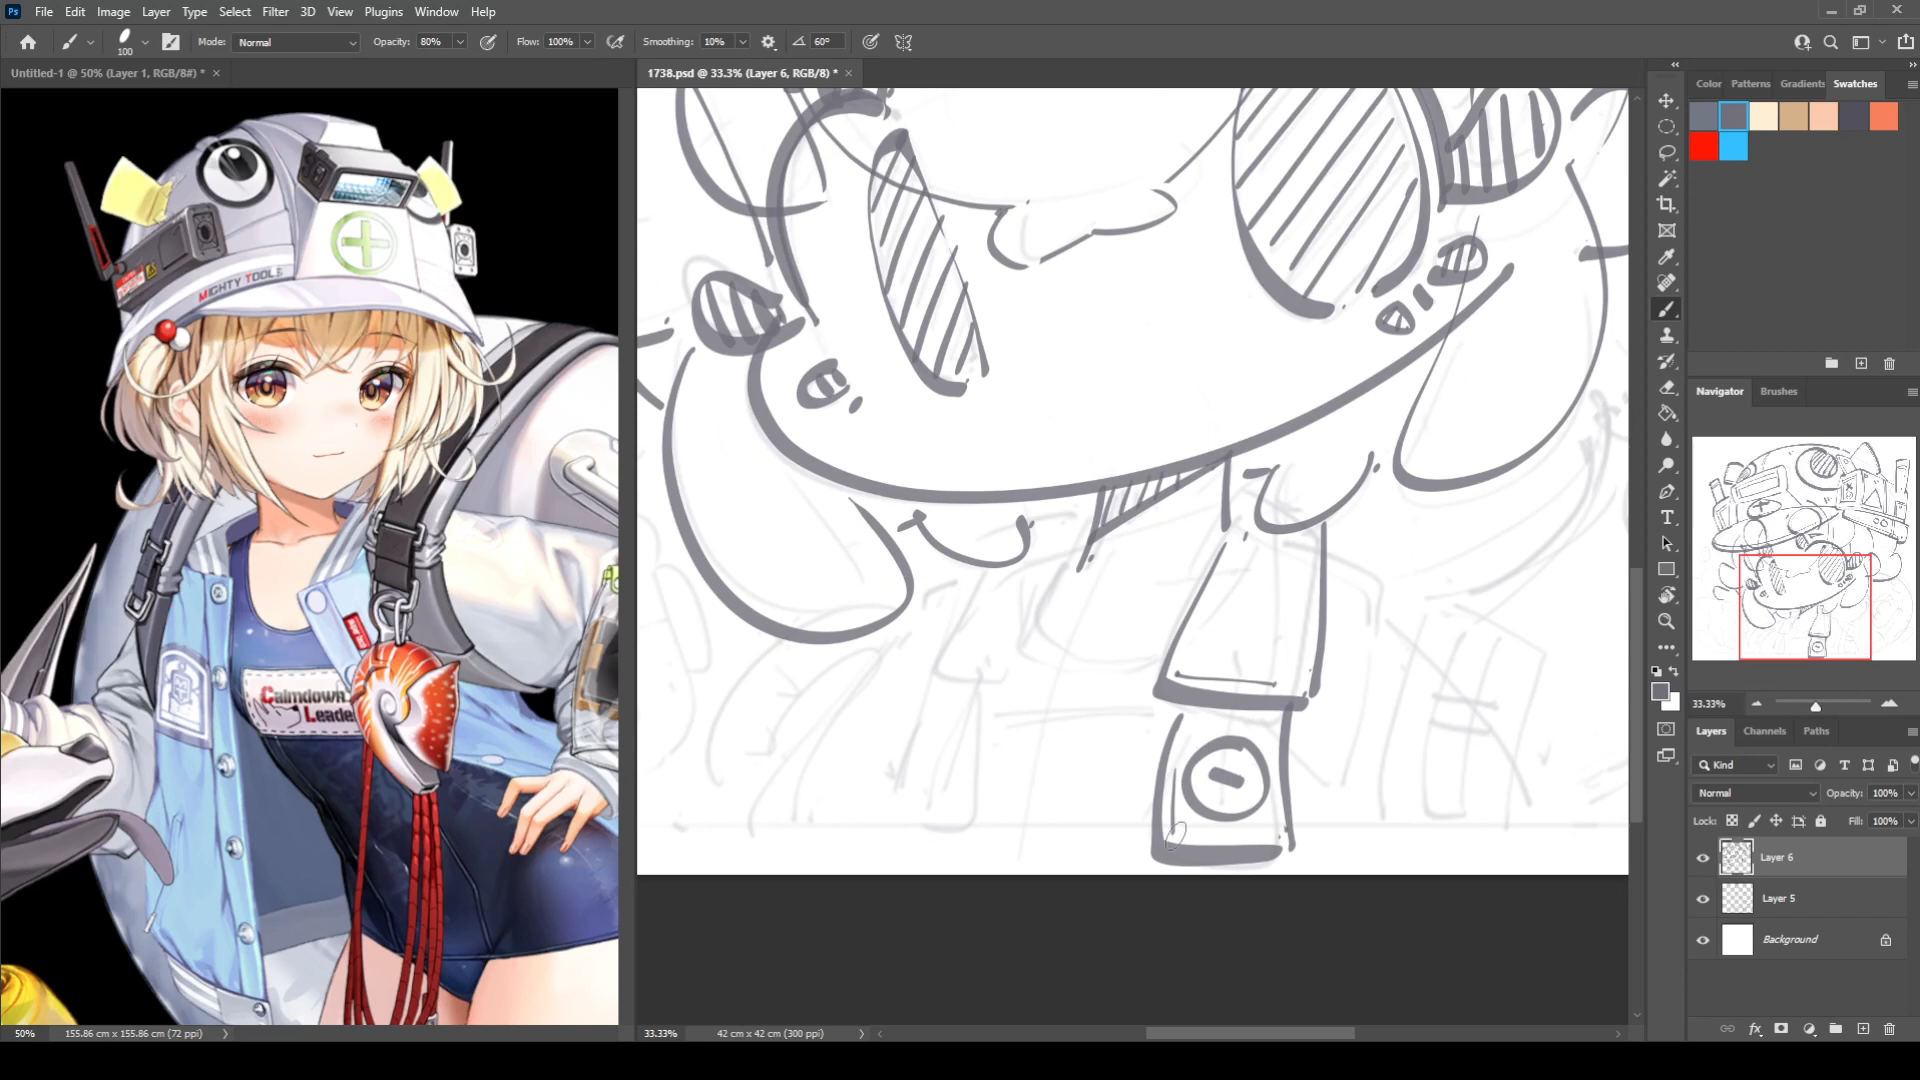 Ps File Edit Image Layer Type Select Filter 3D View Plugins Window Help
100 Mode: Normal Opacity: 80% Flow: 100% Smoothing: 10% 60°
Untitled-1 @ 50% (Layer 1, RGB/8#) * ×
1738.psd @ 33.3% (Layer 6, RGB/8) * ×
Color Patterns Gradients Swatches
MIGHTY TOOLS
Calmdown
Leade
Navigator Brushes
33.33%
Layers Channels Paths
Kind
Normal Opacity: 100%
Lock: Fill: 100%
Layer 6
Layer 5
Background
50% 155.86 cm x 155.86 cm (72 ppi)
33.33% 42 cm x 42 cm (300 ppi)